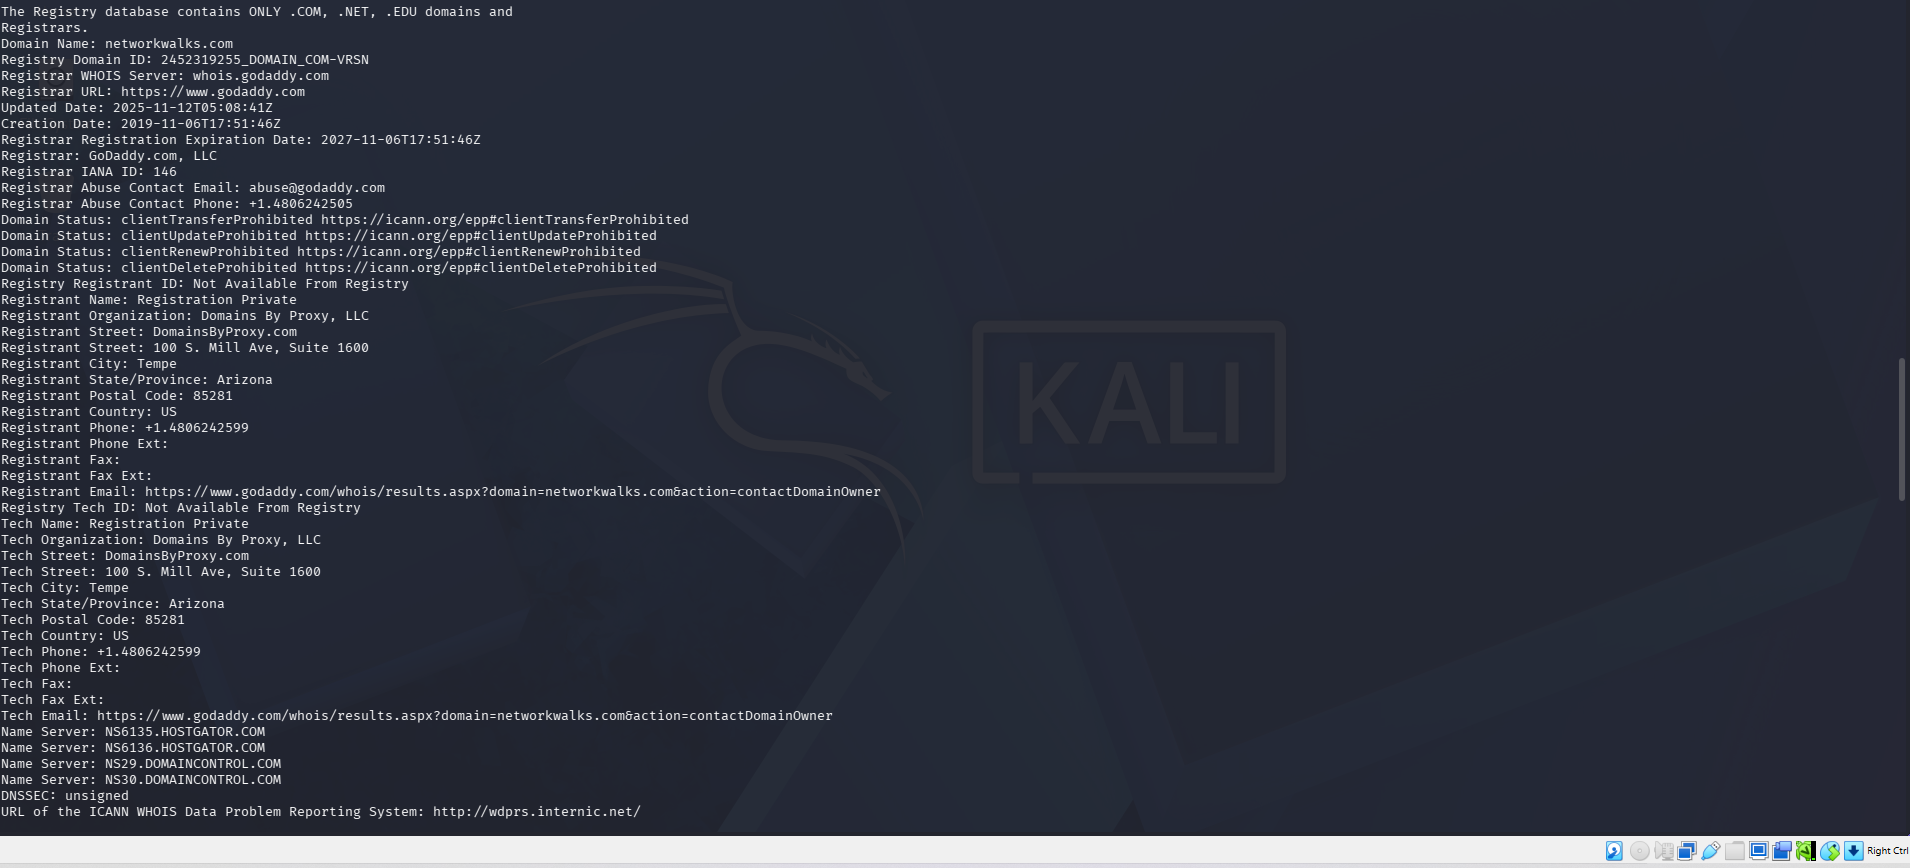 The Registry database contains ONLY .COM, .NET, .EDU domains and
Registrars.
Domain Name: networkwalks.com
Registry Domain ID: 2452319255_DOMAIN_COM-VRSN
Registrar WHOIS Server: whois.godaddy.com
Registrar URL: https://www.godaddy.com
Updated Date: 2025-11-12T05:08:41Z
Creation Date: 2019-11-06T17:51:46Z
Registrar Registration Expiration Date: 2027-11-06T17:51:46Z
Registrar: GoDaddy.com, LLC
Registrar IANA ID: 146
Registrar Abuse Contact Email: abuse@godaddy.com
Registrar Abuse Contact Phone: +1.4806242505
Domain Status: clientTransferProhibited https://icann.org/epp#clientTransferProhibited
Domain Status: clientUpdateProhibited https://icann.org/epp#clientUpdateProhibited
Domain Status: clientRenewProhibited https://icann.org/epp#clientRenewProhibited
Domain Status: clientDeleteProhibited https://icann.org/epp#clientDeleteProhibited
Registry Registrant ID: Not Available From Registry
Registrant Name: Registration Private
Registrant Organization: Domains By Proxy, LLC
Registrant Street: DomainsByProxy.com
Registrant Street: 100 S. Mill Ave, Suite 1600
Registrant City: Tempe
Registrant State/Province: Arizona
Registrant Postal Code: 85281
Registrant Country: US
Registrant Phone: +1.4806242599
Registrant Phone Ext:
Registrant Fax:
Registrant Fax Ext:
Registrant Email: https://www.godaddy.com/whois/results.aspx?domain=networkwalks.com&action=contactDomainOwner
Registry Tech ID: Not Available From Registry
Tech Name: Registration Private
Tech Organization: Domains By Proxy, LLC
Tech Street: DomainsByProxy.com
Tech Street: 100 S. Mill Ave, Suite 1600
Tech City: Tempe
Tech State/Province: Arizona
Tech Postal Code: 85281
Tech Country: US
Tech Phone: +1.4806242599
Tech Phone Ext:
Tech Fax:
Tech Fax Ext:
Tech Email: https://www.godaddy.com/whois/results.aspx?domain=networkwalks.com&action=contactDomainOwner
Name Server: NS6135.HOSTGATOR.COM
Name Server: NS6136.HOSTGATOR.COM
Name Server: NS29.DOMAINCONTROL.COM
Name Server: NS30.DOMAINCONTROL.COM
DNSSEC: unsigned
URL of the ICANN WHOIS Data Problem Reporting System: http://wdprs.internic.net/
KALI
Right Ctrl